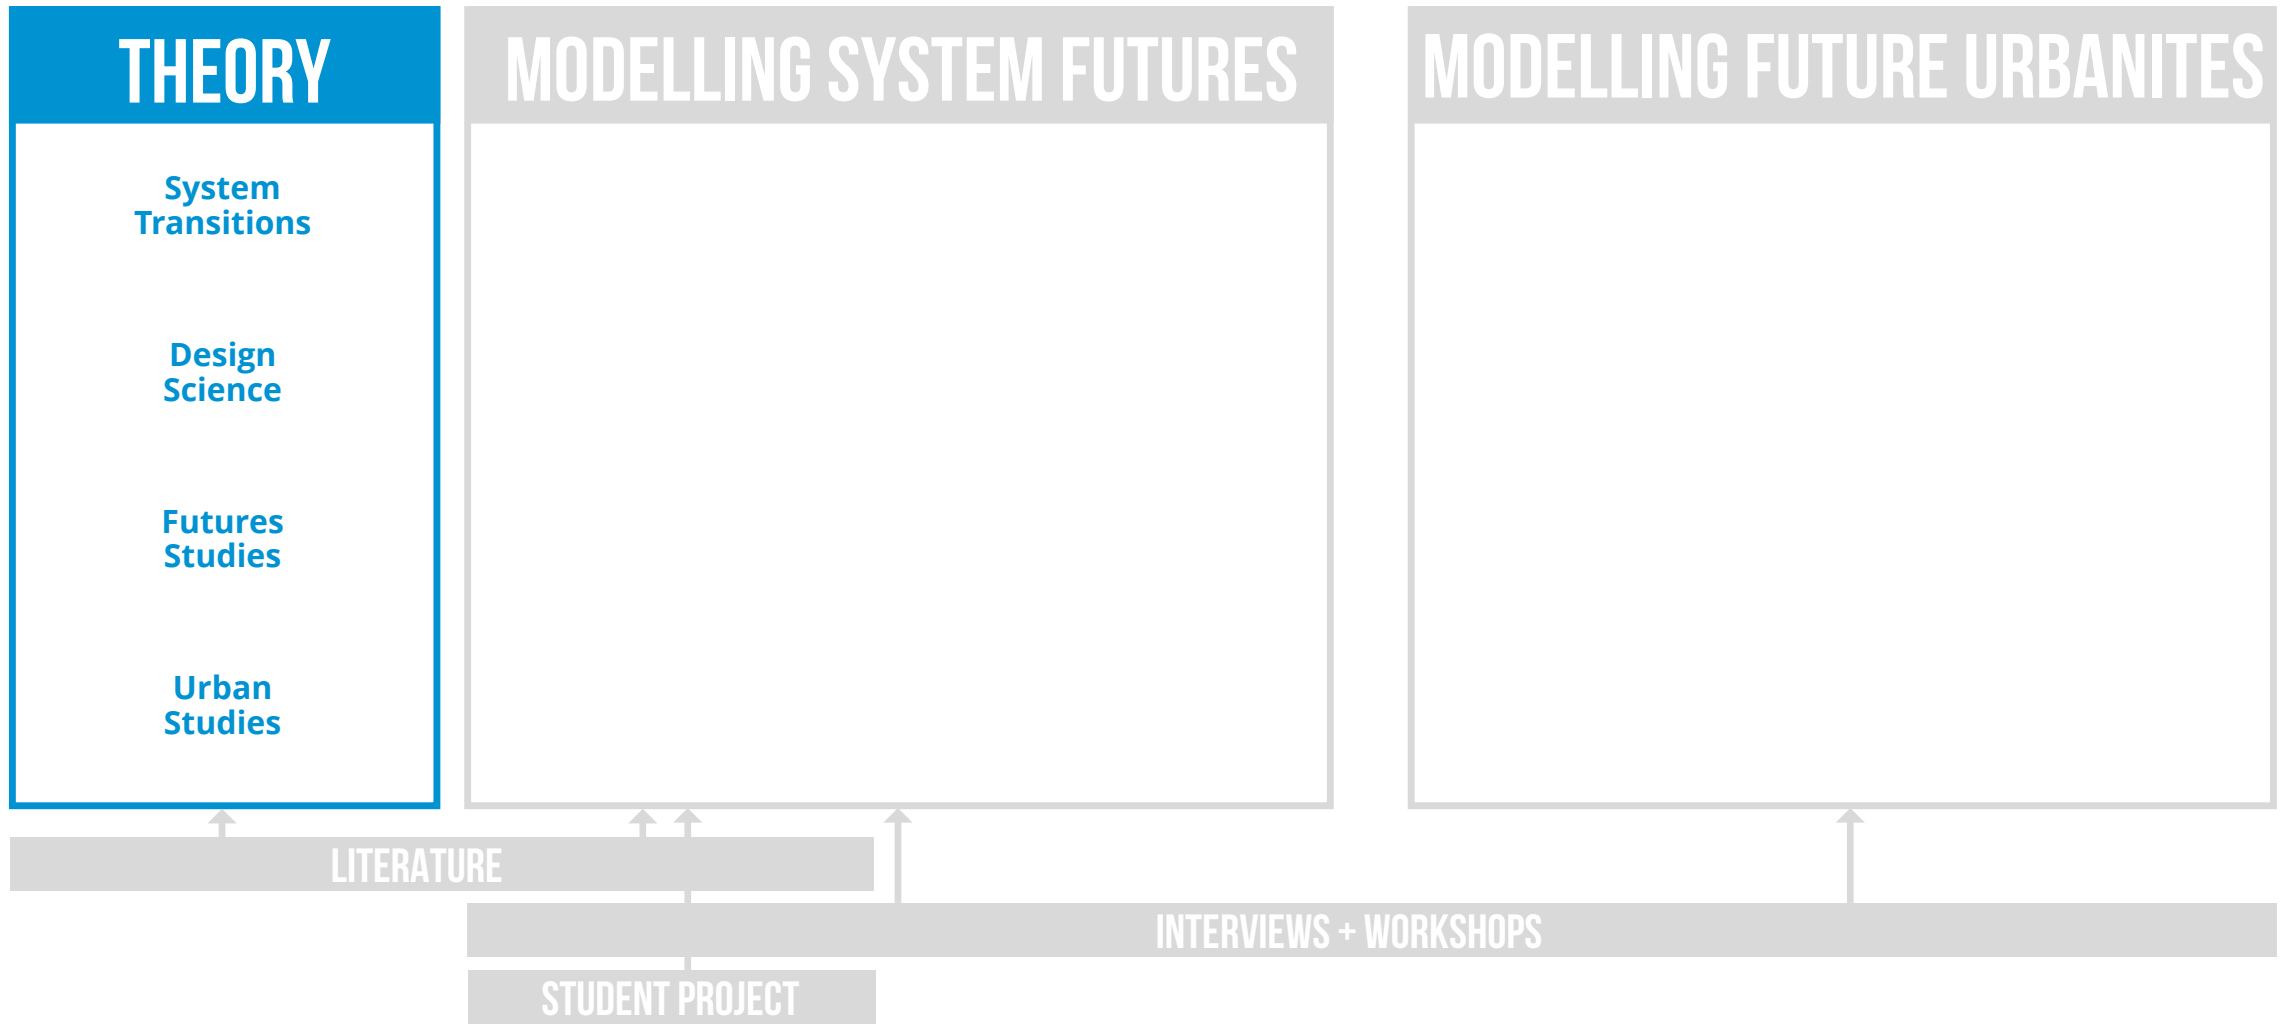 THEORY
System
Transitions
Design
Science
Futures
Studies
Urban
Studies
MODELLING SYSTEM FUTURES
MODELLING FUTURE URBANITES
LITERATURE
INTERVIEWS + WORKSHOPS
STUDENT PROJECT